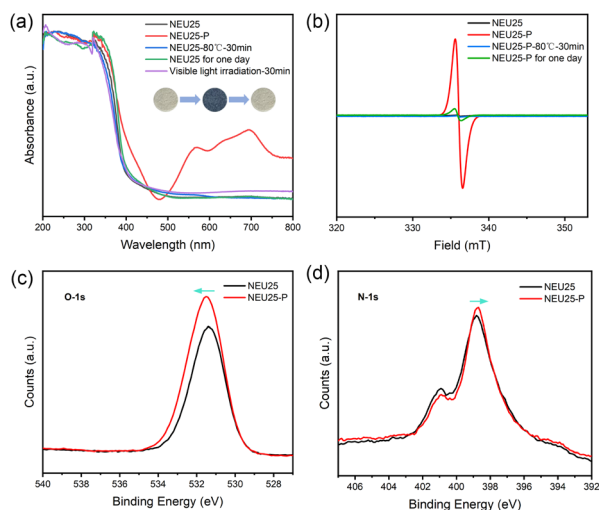 (a)
NEU25
NEU25-P
NEU25-80℃-30min
NEU25 for one day
Visible light irradiation-30min
Absorbance (a.u.)
200 300 400 500 600 700 800
Wavelength (nm)
(b)
NEU25
NEU25-P
NEU25-P-80℃-30min
NEU25-P for one day
Intensity (a.u.)
320 330 340 350
Field (mT)
(c)
O-1s
NEU25
NEU25-P
Counts (a.u.)
540 538 536 534 532 530 528
Binding Energy (eV)
(d)
N-1s
NEU25
NEU25-P
Counts (a.u.)
406 404 402 400 398 396 394 392
Binding Energy (eV)